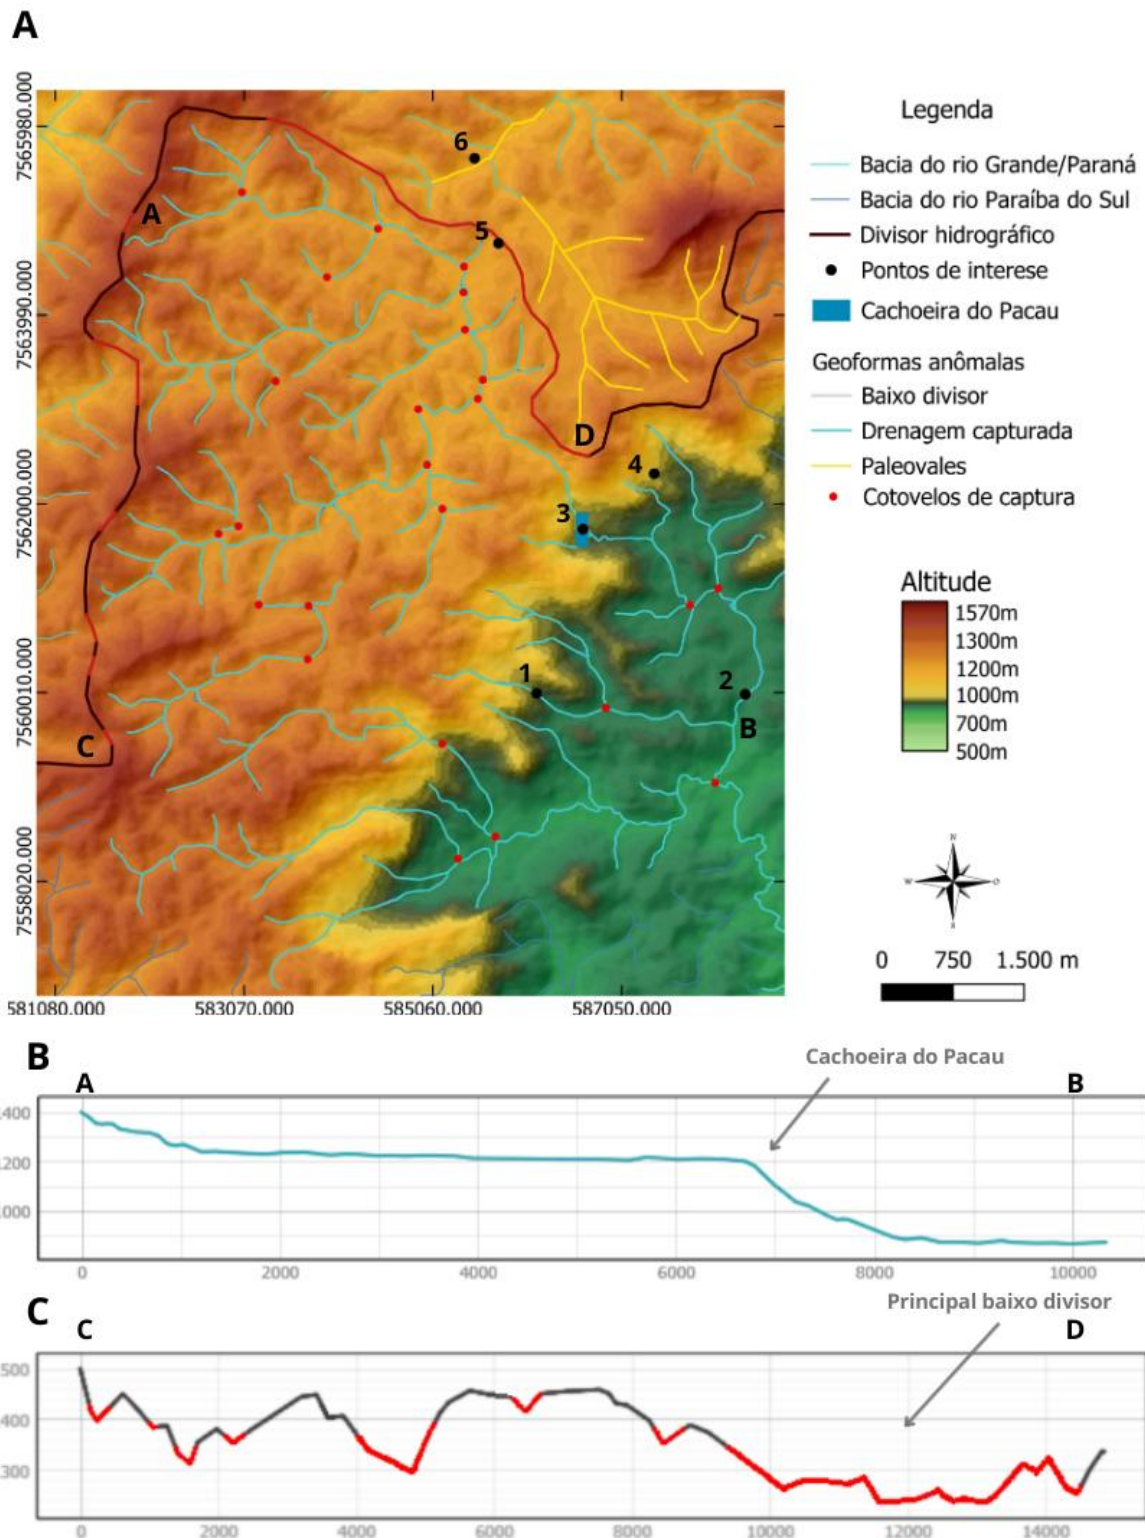 A
Legenda
Bacia do rio Grande/Paraná
Bacia do rio Paraíba do Sul
Divisor hidrográfico
Pontos de interese
Cachoeira do Pacau
Geoformas anômalas
Baixo divisor
Drenagem capturada
Paleovales
Cotovelos de captura
Altitude
1570m
1300m
1200m
1000m
700m
500m
N
W
O
S
0 750 1.500 m
7565980.000
7563990.000
7562000.000
7560010.000
7558020.000
581080.000 583070.000 585060.000 587050.000
6
A
5
D
4
3
1
2
B
C
B
Cachoeira do Pacau
A B
400
200
000
0 2000 4000 6000 8000 10000
C
Principal baixo divisor
C D
500
400
300
0 2000 4000 6000 8000 10000 12000 14000